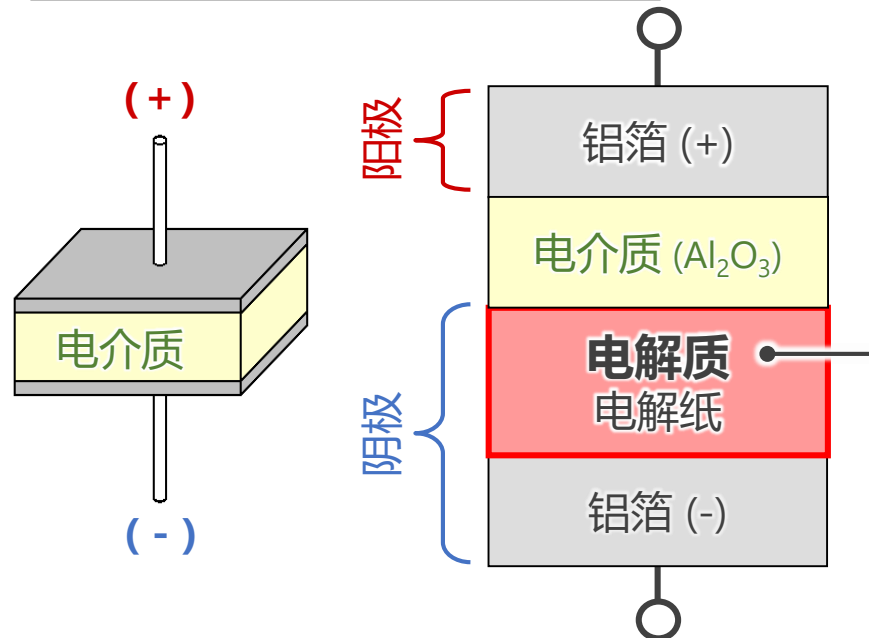 ( + )
电介质
( - )
阳极
铝箔 (+)
电介质 (Al₂O₃)
阴极
电解质
电解纸
铝箔 (-)